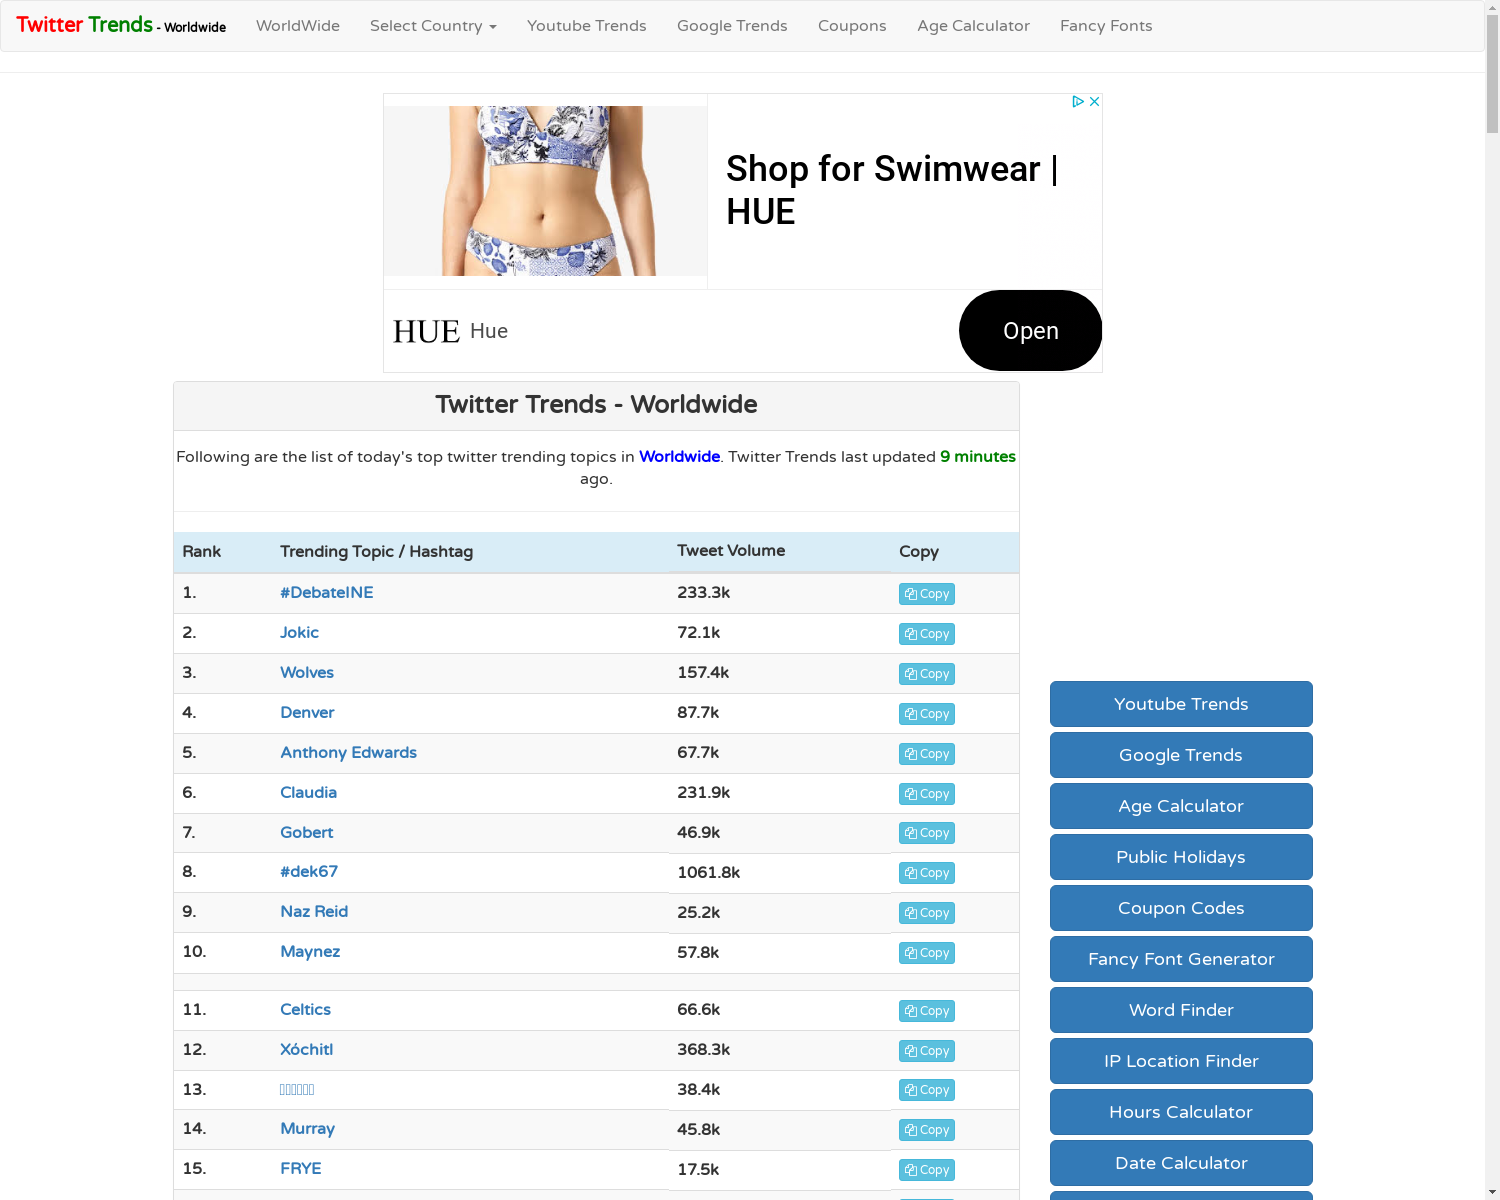 Twitter Trends - Worldwide
WorldWide
Select Country
Youtube Trends
Google Trends
Coupons
Age Calculator
Fancy Fonts
Shop for Swimwear |
HUE
HUE Hue
Open
Twitter Trends - Worldwide
Following are the list of today's top twitter trending topics in Worldwide. Twitter Trends last updated 9 minutes
ago.
Rank Trending Topic / Hashtag Tweet Volume Copy
1. #DebateINE 233.3k Copy
2. Jokic 72.1k Copy
3. Wolves 157.4k Copy
4. Denver 87.7k Copy
5. Anthony Edwards 67.7k Copy
6. Claudia 231.9k Copy
7. Gobert 46.9k Copy
8. #dek67 1061.8k Copy
9. Naz Reid 25.2k Copy
10. Maynez 57.8k Copy
11. Celtics 66.6k Copy
12. Xóchitl 368.3k Copy
13. 38.4k Copy
14. Murray 45.8k Copy
15. FRYE 17.5k Copy
Youtube Trends
Google Trends
Age Calculator
Public Holidays
Coupon Codes
Fancy Font Generator
Word Finder
IP Location Finder
Hours Calculator
Date Calculator